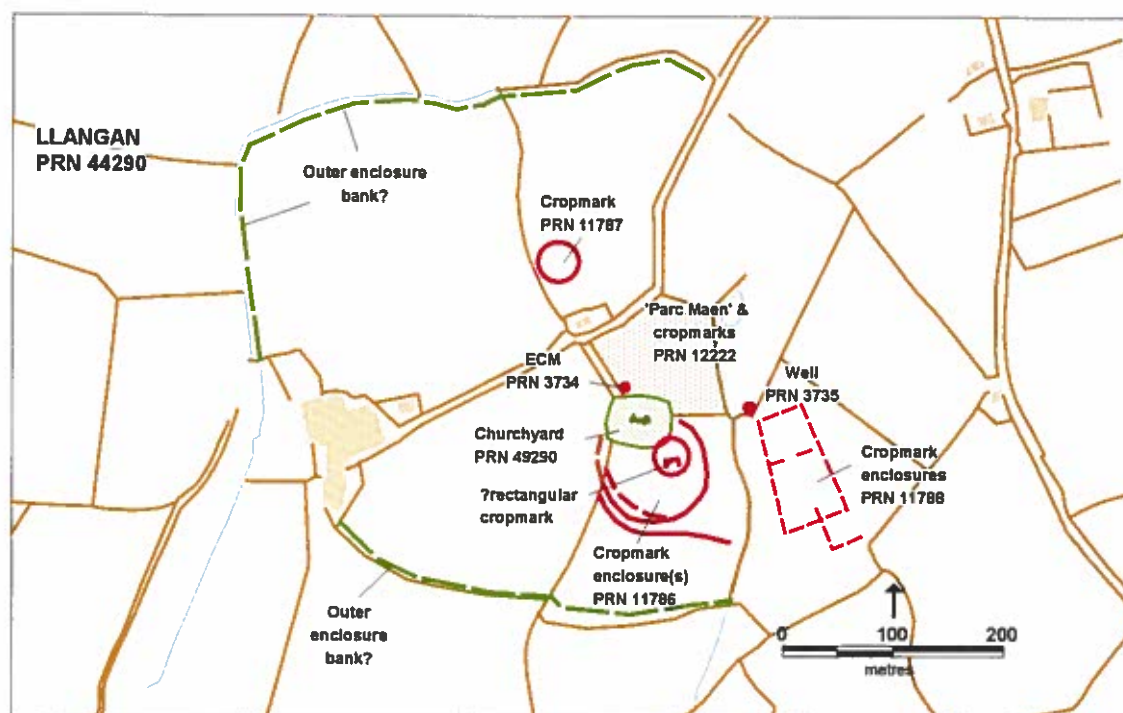 LLANGAN
PRN 44290
Outer enclosure
bank?
Cropmark
PRN 11787
'Parc Maen' &
cropmarks
PRN 12222
ECM
PRN 3734
Well
PRN 3735
Churchyard
PRN 49290
Cropmark
enclosures
PRN 11788
?rectangular
cropmark
Cropmark
enclosure(s)
PRN 11786
Outer
enclosure
bank?
0 100 200
metres